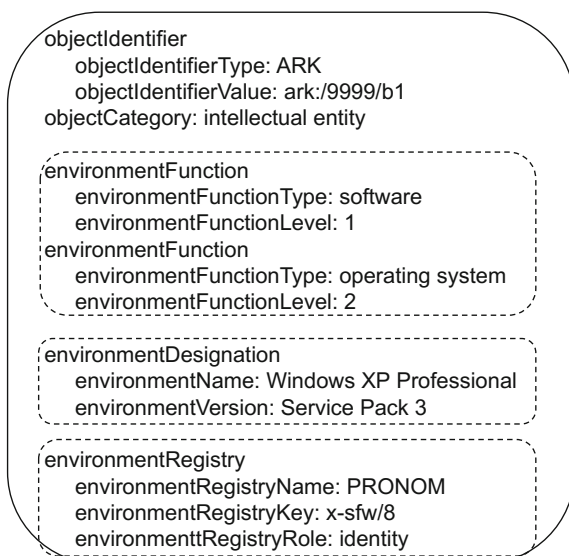 objectIdentifier
objectIdentifierType: ARK
objectIdentifierValue: ark:/9999/b1
objectCategory: intellectual entity
environmentFunction
environmentFunctionType: software
environmentFunctionLevel: 1
environmentFunction
environmentFunctionType: operating system
environmentFunctionLevel: 2
environmentDesignation
environmentName: Windows XP Professional
environmentVersion: Service Pack 3
environmentRegistry
environmentRegistryName: PRONOM
environmentRegistryKey: x-sfw/8
environmenttRegistryRole: identity